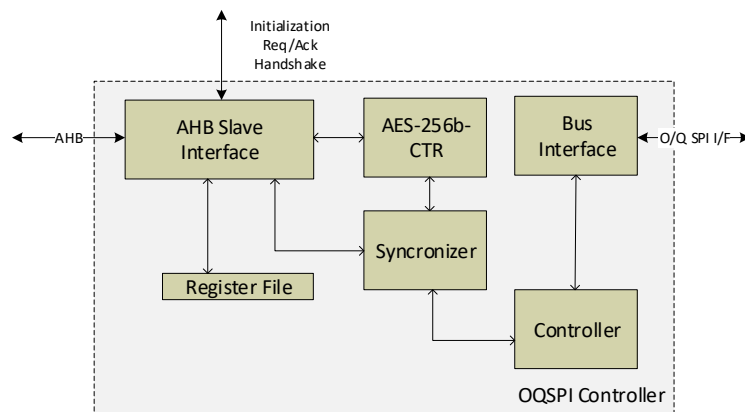 Initialization
Req/Ack
Handshake
AHB
AHB Slave
Interface
AES-256b-
CTR
Bus
Interface
O/Q SPI I/F
Syncronizer
Register File
Controller
OQSPI Controller